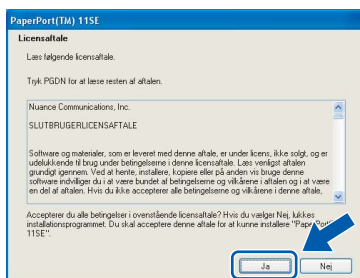 PaperPort(TM) 11SE
Licensaftale
Læs følgende licensaftale.
Tryk PGDN for at læse resten af aftalen.
Nuance Communications, Inc.
SLUTBRUGERLICENSAFTALE
Software og materialer, som er leveret med denne aftale, er under licens, ikke solgt, og er
udelukkende til brug under betingelserne i denne licensaftale. Læs venligst aftalen
grundigt igennem. Ved at hente, installere, kopiere eller på anden vis bruge denne
software indvilliger du i at være bundet af betingelserne og vilkårene i aftalen og i at være
en del af aftalen. Hvis du ikke accepterer alle betingelser og vilkårene i denne aftale,
Accepterer du alle betingelser i ovenstående licensaftale? Hvis du vælger Nej, lukkes
installationsprogrammet. Du skal acceptere denne aftale for at kunne installere "PaperPort
11SE".
Ja
Nej